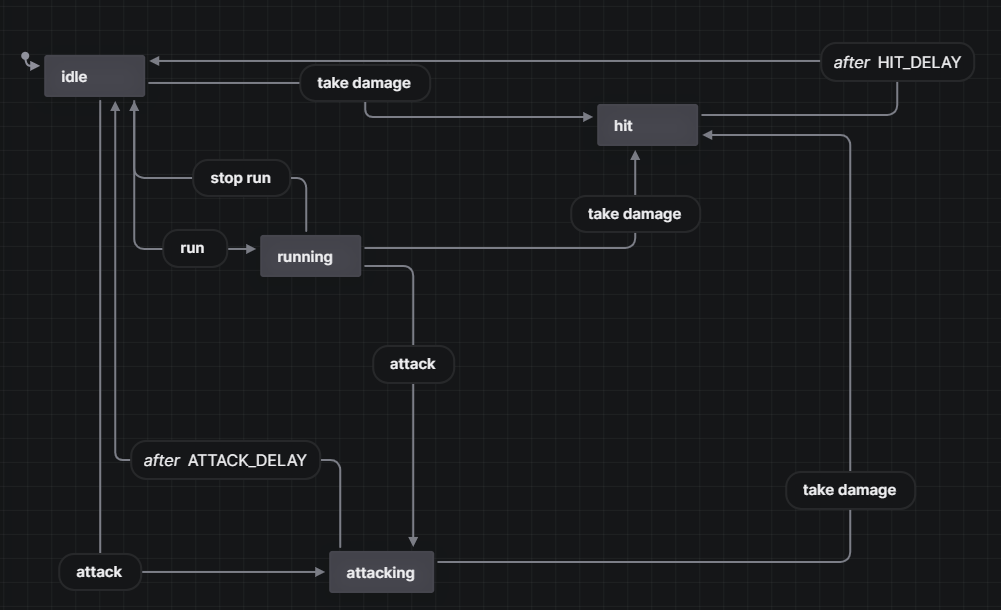 after HIT_DELAY
idle
take damage
hit
stop run
take damage
run
running
attack
after ATTACK_DELAY
take damage
attack
attacking